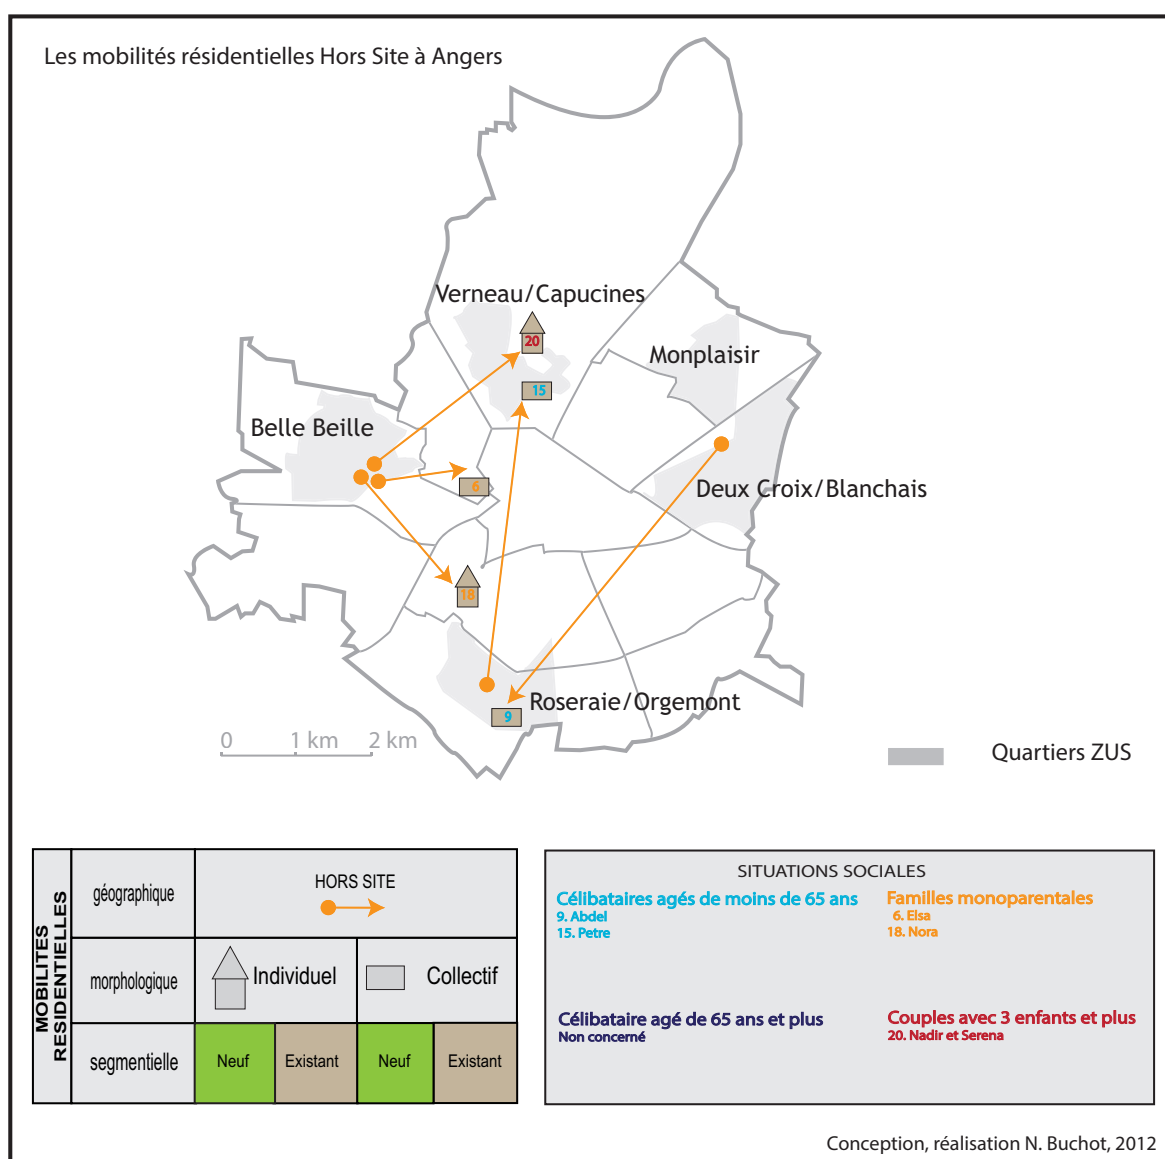 Les mobilités résidentielles Hors Site à Angers
Verneau/Capucines
20
Monplaisir
15
Belle Beille
6
Deux Croix/Blanchais
18
Roseraie/Orgemont
9
0 1 km 2 km
Quartiers ZUS
MOBILITES
RESIDENTIELLES
géographique
HORS SITE
morphologique
Individuel
Collectif
segmentielle
Neuf
Existant
Neuf
Existant
SITUATIONS SOCIALES
Célibataires agés de moins de 65 ans
9. Abdel
15. Petre
Familles monoparentales
6. Elsa
18. Nora
Célibataire agé de 65 ans et plus
Non concerné
Couples avec 3 enfants et plus
20. Nadir et Serena
Conception, réalisation N. Buchot, 2012